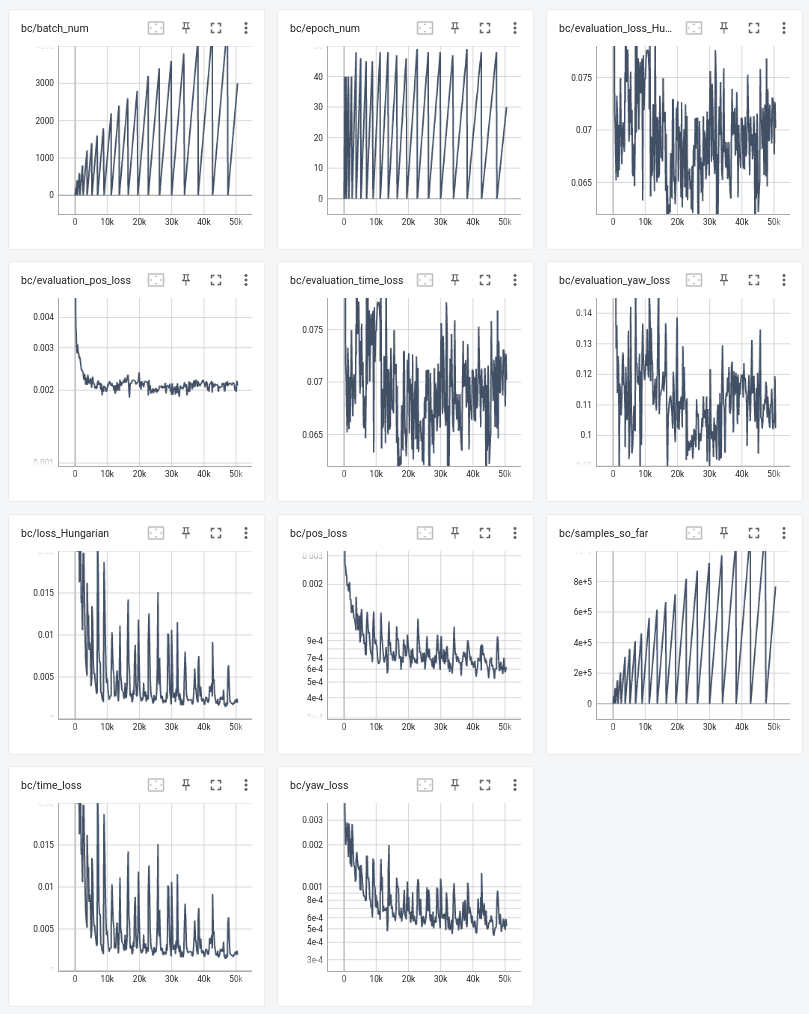 bc/batch_num
3000
2000
1000
0
0 10k 20k 30k 40k 50k
bc/epoch_num
40
30
20
10
0
0 10k 20k 30k 40k 50k
bc/evaluation_loss_Hu...
0.075
0.07
0.065
0 10k 20k 30k 40k 50k
bc/evaluation_pos_loss
0.004
0.003
0.002
0.001
0 10k 20k 30k 40k 50k
bc/evaluation_time_loss
0.075
0.07
0.065
0 10k 20k 30k 40k 50k
bc/evaluation_yaw_loss
0.14
0.13
0.12
0.11
0.1
0 10k 20k 30k 40k 50k
bc/loss_Hungarian
0.015
0.01
0.005
0 10k 20k 30k 40k 50k
bc/pos_loss
0.003
0.002
9e-4
7e-4
6e-4
5e-4
4e-4
0 10k 20k 30k 40k 50k
bc/samples_so_far
8e+5
6e+5
4e+5
2e+5
0
0 10k 20k 30k 40k 50k
bc/time_loss
0.015
0.01
0.005
0 10k 20k 30k 40k 50k
bc/yaw_loss
0.003
0.002
0.001
8e-4
6e-4
5e-4
4e-4
3e-4
0 10k 20k 30k 40k 50k